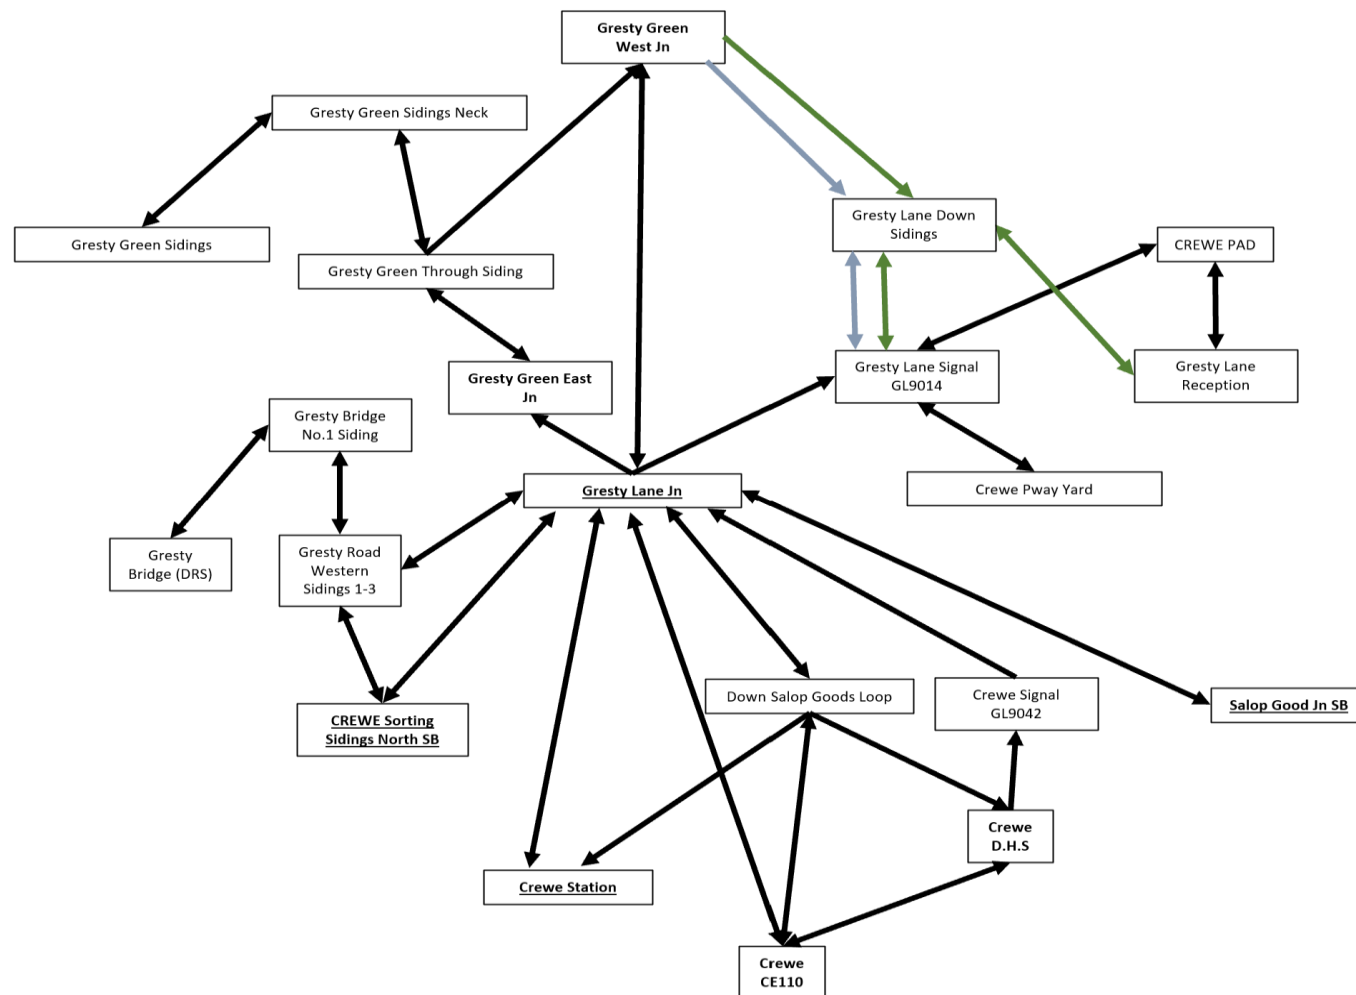 Gresty Green
West Jn
Gresty Green Sidings Neck
Gresty Lane Down
Sidings
Gresty Green Sidings
CREWE PAD
Gresty Green Through Siding
Gresty Lane Signal
GL9014
Gresty Lane
Reception
Gresty Green East
Jn
Gresty Bridge
No.1 Siding
Gresty Lane Jn
Crewe Pway Yard
Gresty
Bridge (DRS)
Gresty Road
Western
Sidings 1-3
Down Salop Goods Loop
Crewe Signal
GL9042
Salop Good Jn SB
CREWE Sorting
Sidings North SB
Crewe
D.H.S
Crewe Station
Crewe
CE110